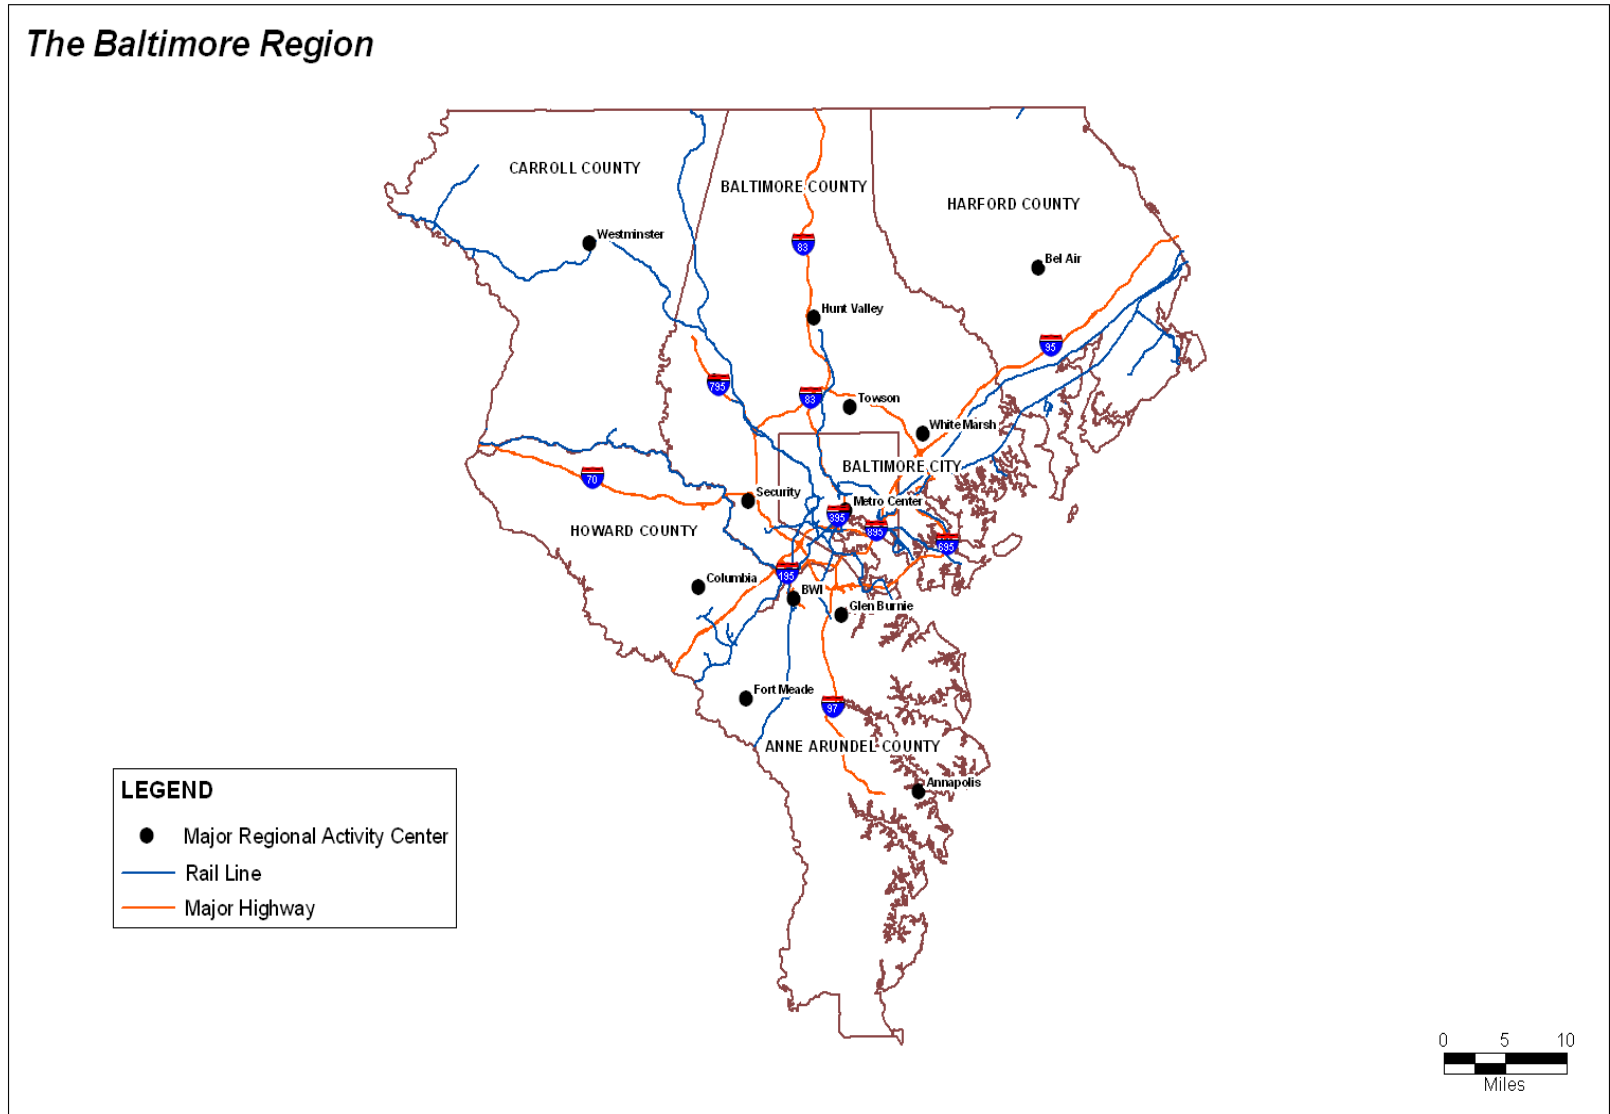 The Baltimore Region
CARROLL COUNTY
BALTIMORE COUNTY
HARFORD COUNTY
Westminster
83
Bel Air
Hunt Valley
95
795
83
Towson
White Marsh
BALTIMORE CITY
70
Security
Metro Center
395
HOWARD COUNTY
895
695
195
Columbia
BWI
Glen Burnie
Fort Meade
97
ANNE ARUNDEL COUNTY
Annapolis
LEGEND
Major Regional Activity Center
Rail Line
Major Highway
0 5 10
Miles